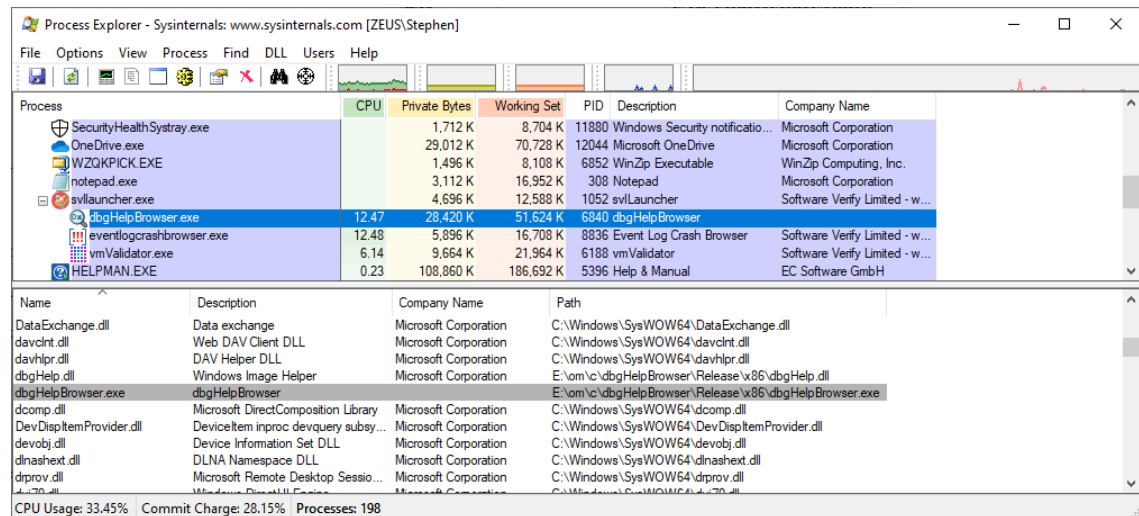 Process Explorer - Sysinternals: www.sysinternals.com [ZEUS\Stephen]
File Options View Process Find DLL Users Help
Process CPU Private Bytes Working Set PID Description Company Name
SecurityHealthSystray.exe 1,712 K 8,704 K 11880 Windows Security notificatio... Microsoft Corporation
OneDrive.exe 29,012 K 70,728 K 12044 Microsoft OneDrive Microsoft Corporation
WZQKPICK.EXE 1,496 K 8,108 K 6852 WinZip Executable WinZip Computing, Inc.
notepad.exe 3,112 K 16,952 K 308 Notepad Microsoft Corporation
svllauncher.exe 4,696 K 12,588 K 1052 svlLauncher Software Verify Limited - w...
dbgHelpBrowser.exe 12.47 28,420 K 51,624 K 6840 dbgHelpBrowser
eventlogcrashbrowser.exe 12.48 5,896 K 16,708 K 8836 Event Log Crash Browser Software Verify Limited - w...
vmValidator.exe 6.14 9,664 K 21,964 K 6188 vmValidator Software Verify Limited - w...
HELPMAN.EXE 0.23 108,860 K 186,692 K 5396 Help & Manual EC Software GmbH
Name Description Company Name Path
DataExchange.dll Data exchange Microsoft Corporation C:\Windows\SysWOW64\DataExchange.dll
davclnt.dll Web DAV Client DLL Microsoft Corporation C:\Windows\SysWOW64\davclnt.dll
davhlpr.dll DAV Helper DLL Microsoft Corporation C:\Windows\SysWOW64\davhlpr.dll
dbgHelp.dll Windows Image Helper Microsoft Corporation E:\om\c\dbgHelpBrowser\Release\x86\dbgHelp.dll
dbgHelpBrowser.exe dbgHelpBrowser E:\om\c\dbgHelpBrowser\Release\x86\dbgHelpBrowser.exe
dcomp.dll Microsoft DirectComposition Library Microsoft Corporation C:\Windows\SysWOW64\dcomp.dll
DevDispItemProvider.dll DeviceItem inproc devquery subsy... Microsoft Corporation C:\Windows\SysWOW64\DevDispItemProvider.dll
devobj.dll Device Information Set DLL Microsoft Corporation C:\Windows\SysWOW64\devobj.dll
dlnashext.dll DLNA Namespace DLL Microsoft Corporation C:\Windows\SysWOW64\dlnashext.dll
drprov.dll Microsoft Remote Desktop Sessio... Microsoft Corporation C:\Windows\SysWOW64\drprov.dll
CPU Usage: 33.45% Commit Charge: 28.15% Processes: 198